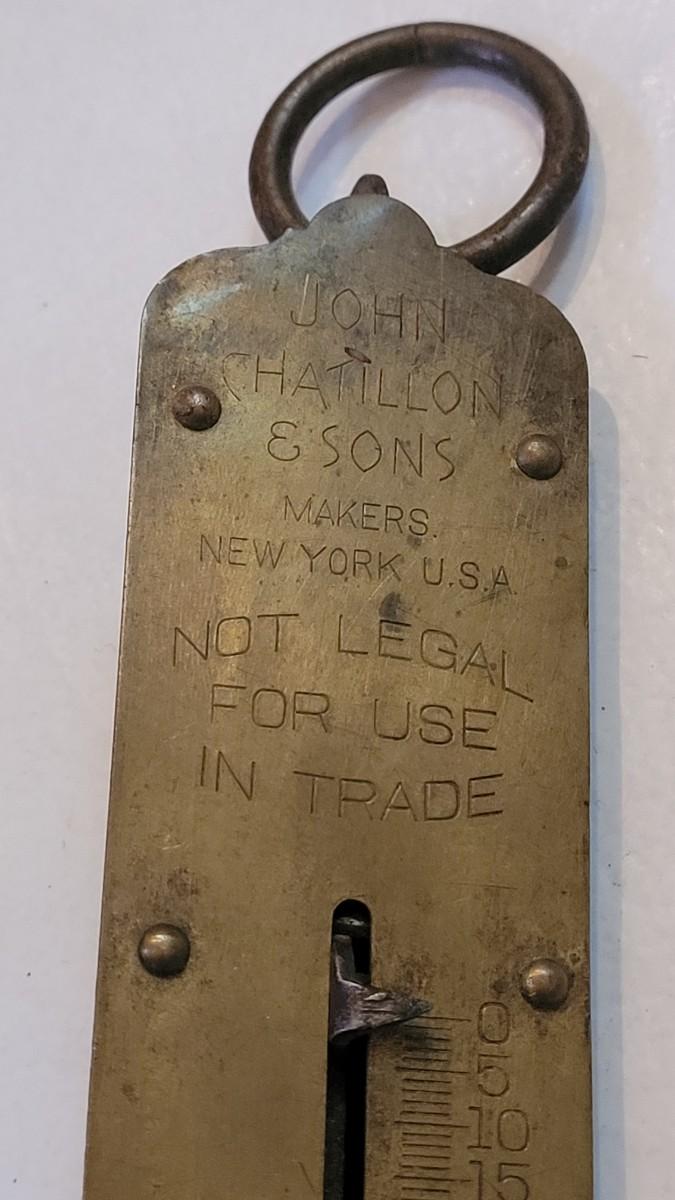 JOHN
CHATILLON
& SONS
MAKERS.
NEW YORK U.S.A
NOT LEGAL
FOR USE
IN TRADE
0
5
10
15